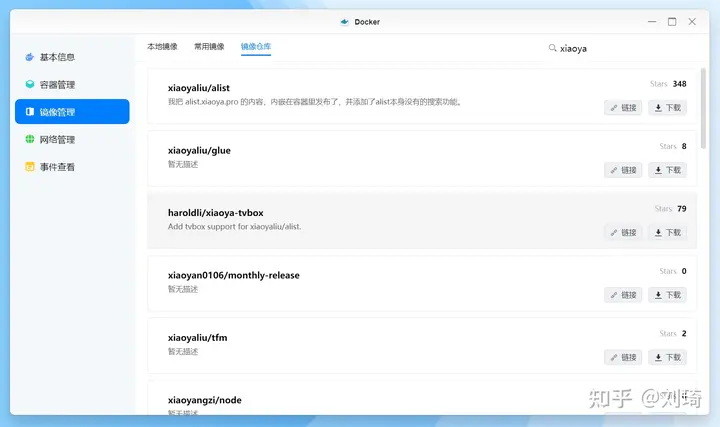 Docker
基本信息
容器管理
镜像管理
网络管理
事件查看
本地镜像 常用镜像 镜像仓库 xiaoya
xiaoyaliu/alist Stars 348
我把 alist.xiaoya.pro 的内容，内嵌在容器里发布了，并添加了alist本身没有的搜索功能。
链接 下载
xiaoyaliu/glue Stars 8
暂无描述
链接 下载
haroldli/xiaoya-tvbox Stars 79
Add tvbox support for xiaoyaliu/alist.
链接 下载
xiaoyan0106/monthly-release Stars 0
暂无描述
链接 下载
xiaoyaliu/tfm Stars 2
暂无描述
链接 下载
xiaoyangzi/node Stars
暂无描述
知乎 @刘琦